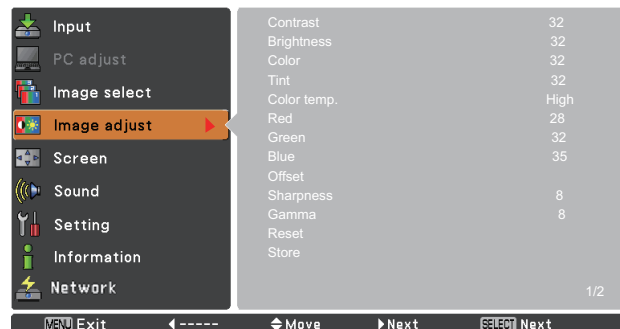 Input
PC adjust
Image select
Image adjust
Screen
Sound
Setting
Information
Network
Contrast 32
Brightness 32
Color 32
Tint 32
Color temp. High
Red 28
Green 32
Blue 35
Offset
Sharpness 8
Gamma 8
Reset
Store
1/2
MENU Exit ----- Move Next SELECT Next